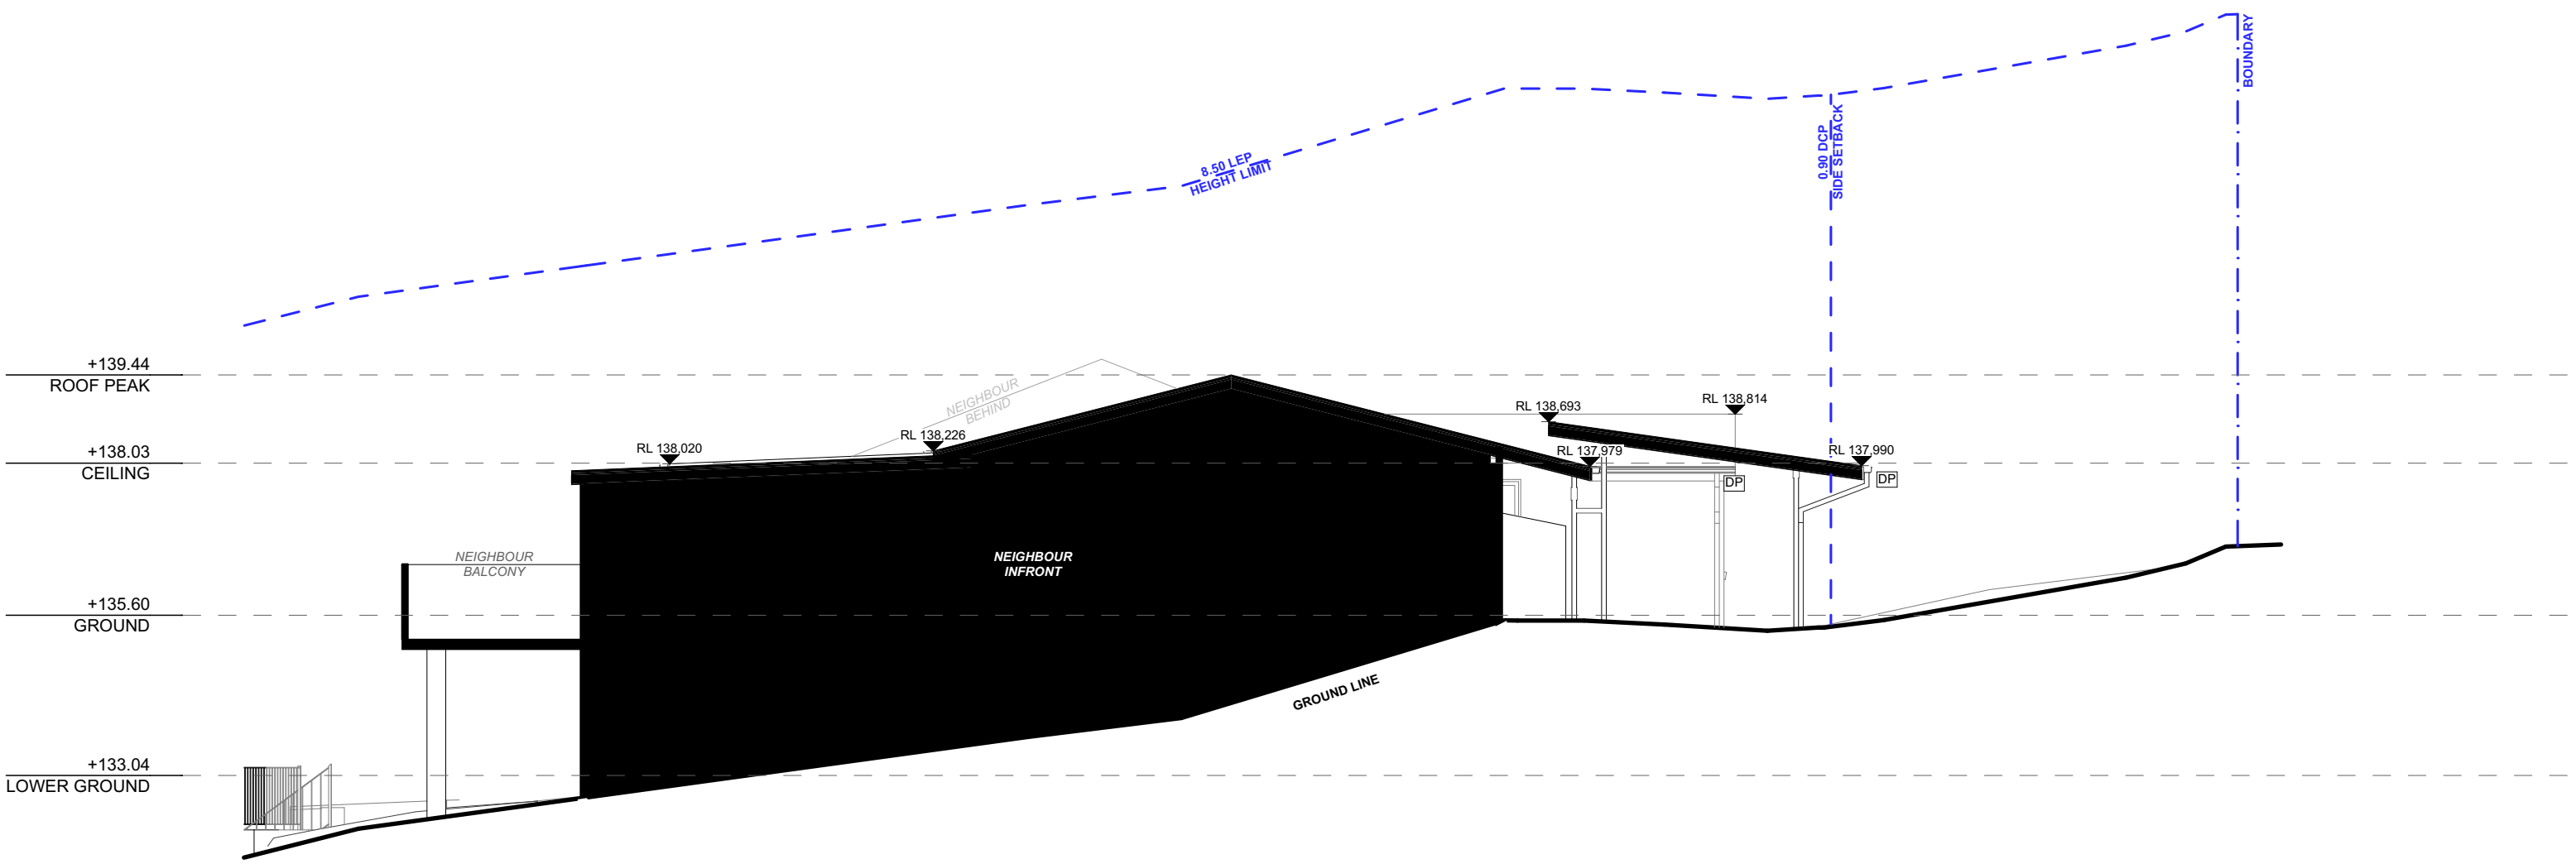 BOUNDARY
0.90 DCP
SIDE SETBACK
8.50 LEP
HEIGHT LIMIT
+139.44
ROOF PEAK
NEIGHBOUR
BEHIND
RL 138.693
RL 138.814
RL 138.020
RL 138.226
RL 137.979
RL 137.990
+138.03
CEILING
DP
DP
NEIGHBOUR
BALCONY
NEIGHBOUR
INFRONT
+135.60
GROUND
GROUND LINE
+133.04
LOWER GROUND